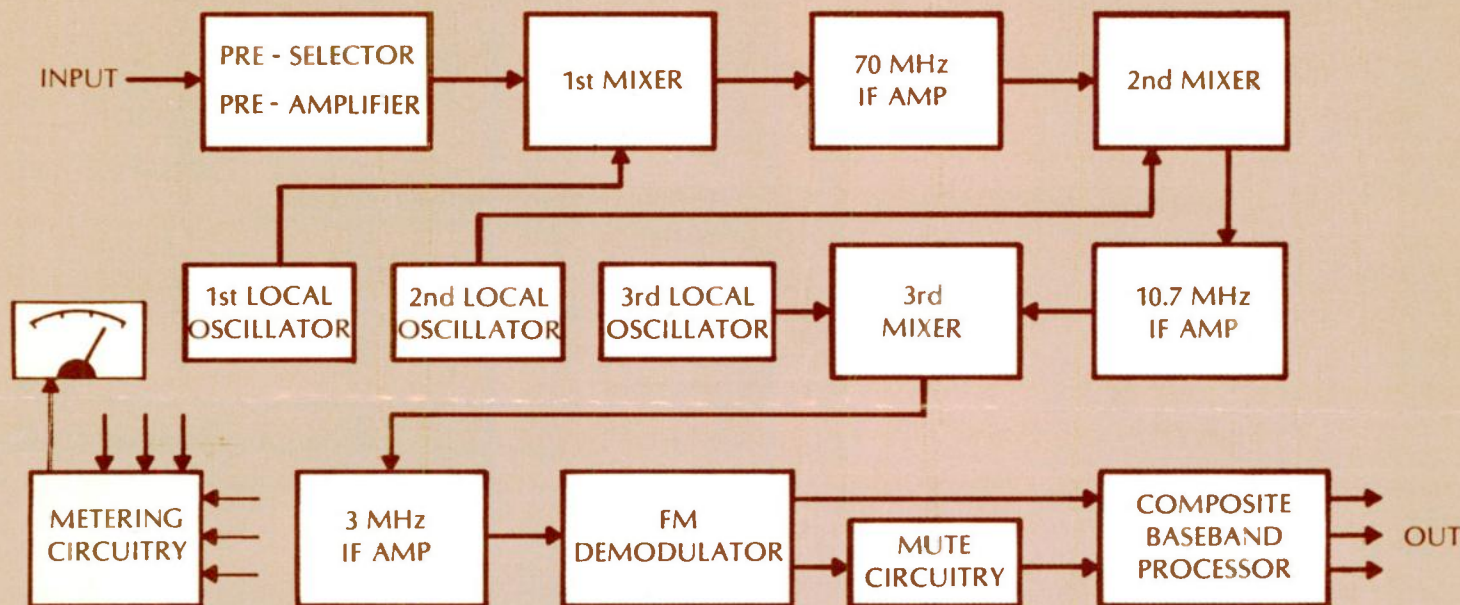 INPUT
PRE - SELECTOR
PRE - AMPLIFIER
1st MIXER
70 MHz
IF AMP
2nd MIXER
1st LOCAL
OSCILLATOR
2nd LOCAL
OSCILLATOR
3rd LOCAL
OSCILLATOR
3rd
MIXER
10.7 MHz
IF AMP
METERING
CIRCUITRY
3 MHz
IF AMP
FM
DEMODULATOR
MUTE
CIRCUITRY
COMPOSITE
BASEBAND
PROCESSOR
OUT